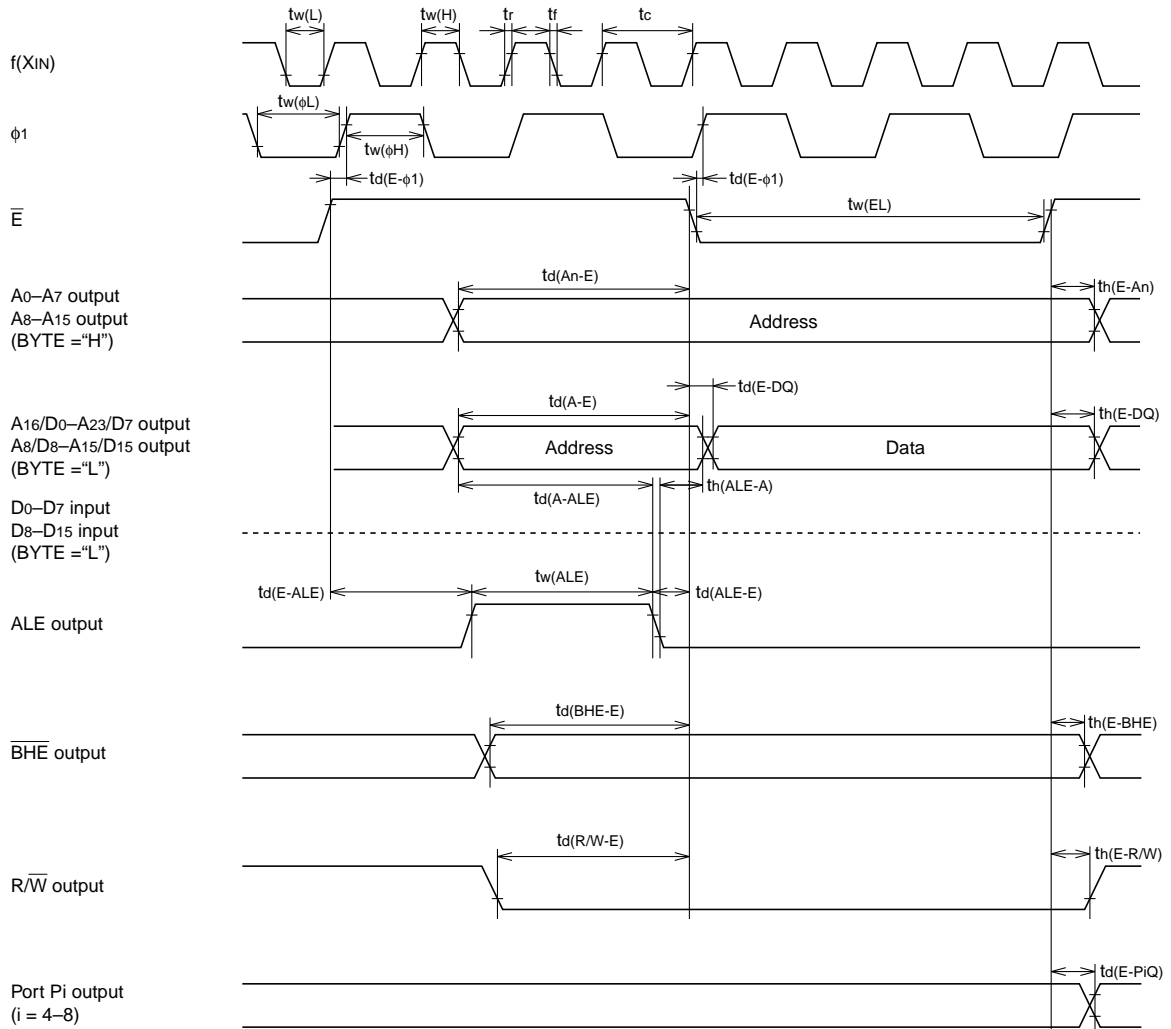 tw(L) tw(H) tr tf tc
f(XIN)
tw(ϕL)
ϕ1
tw(ϕH)
td(E-ϕ1) td(E-ϕ1)
tw(EL)
E
td(An-E) th(E-An)
A0–A7 output
A8–A15 output
(BYTE =“H”)
Address
td(E-DQ)
td(A-E) th(E-DQ)
A16/D0–A23/D7 output
A8/D8–A15/D15 output
(BYTE =“L”)
Address Data
td(A-ALE) th(ALE-A)
D0–D7 input
D8–D15 input
(BYTE =“L”)
td(E-ALE) tw(ALE) td(ALE-E)
ALE output
td(BHE-E) th(E-BHE)
BHE output
td(R/W-E) th(E-R/W)
R/W output
td(E-PiQ)
Port Pi output
(i = 4–8)